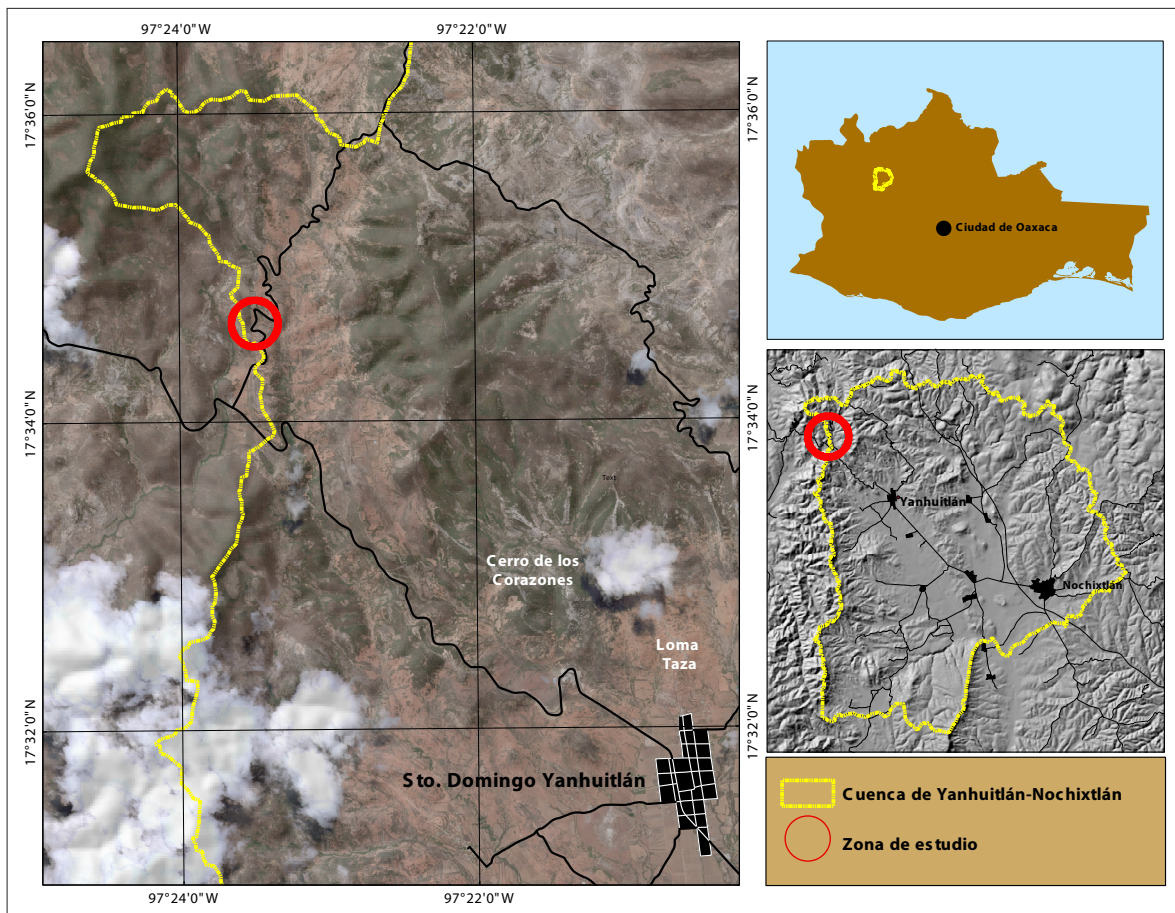 97°24'0"W
97°22'0"W
17°36'0"N
17°36'0"N
Ciudad de Oaxaca
17°34'0"N
17°34'0"N
Text
Yanhuitlán
Cerro de los
Corazones
Nochixtlán
Loma
Taza
17°32'0"N
17°32'0"N
Sto. Domingo Yanhuitlán
Cuenca de Yanhuitlán-Nochixtlán
Zona de estudio
97°24'0"W
97°22'0"W